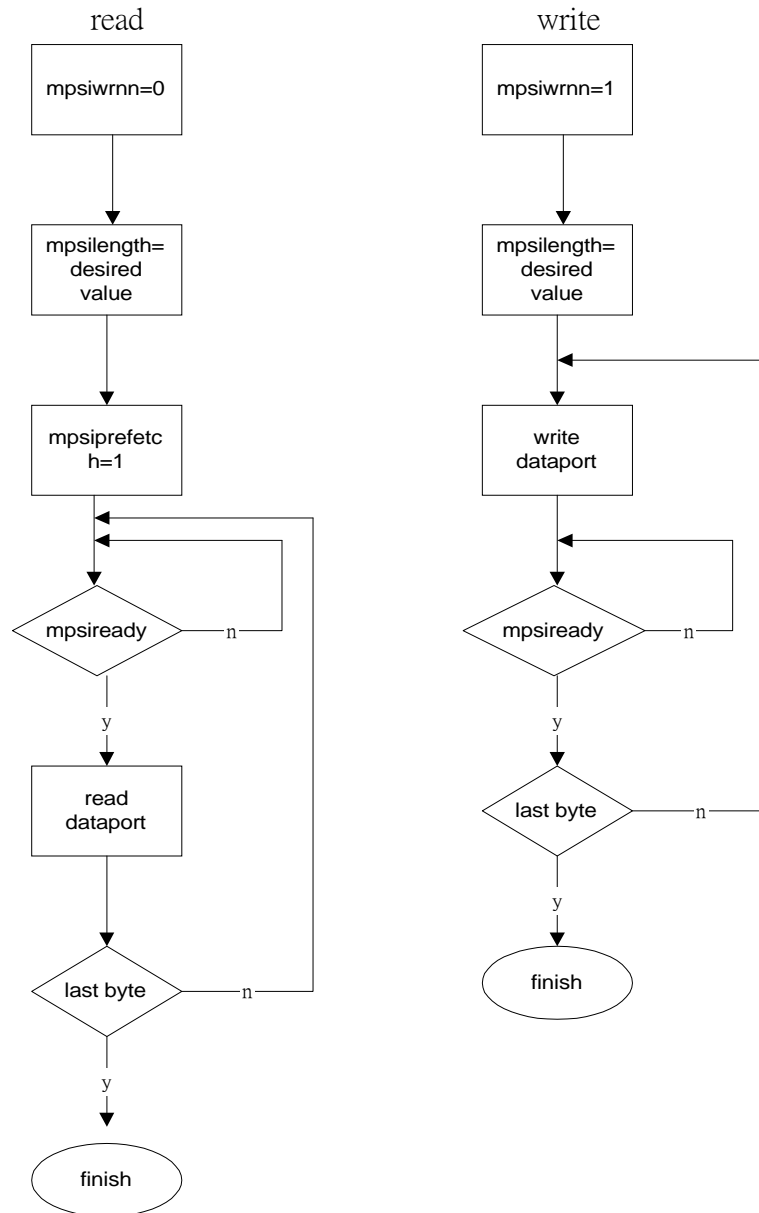 read
mpsiwrnn=0
mpsilength=
desired
value
mpsiprefetc
h=1
mpsiready
n
y
read
dataport
last byte
n
y
finish
write
mpsiwrnn=1
mpsilength=
desired
value
write
dataport
mpsiready
n
y
last byte
n
y
finish